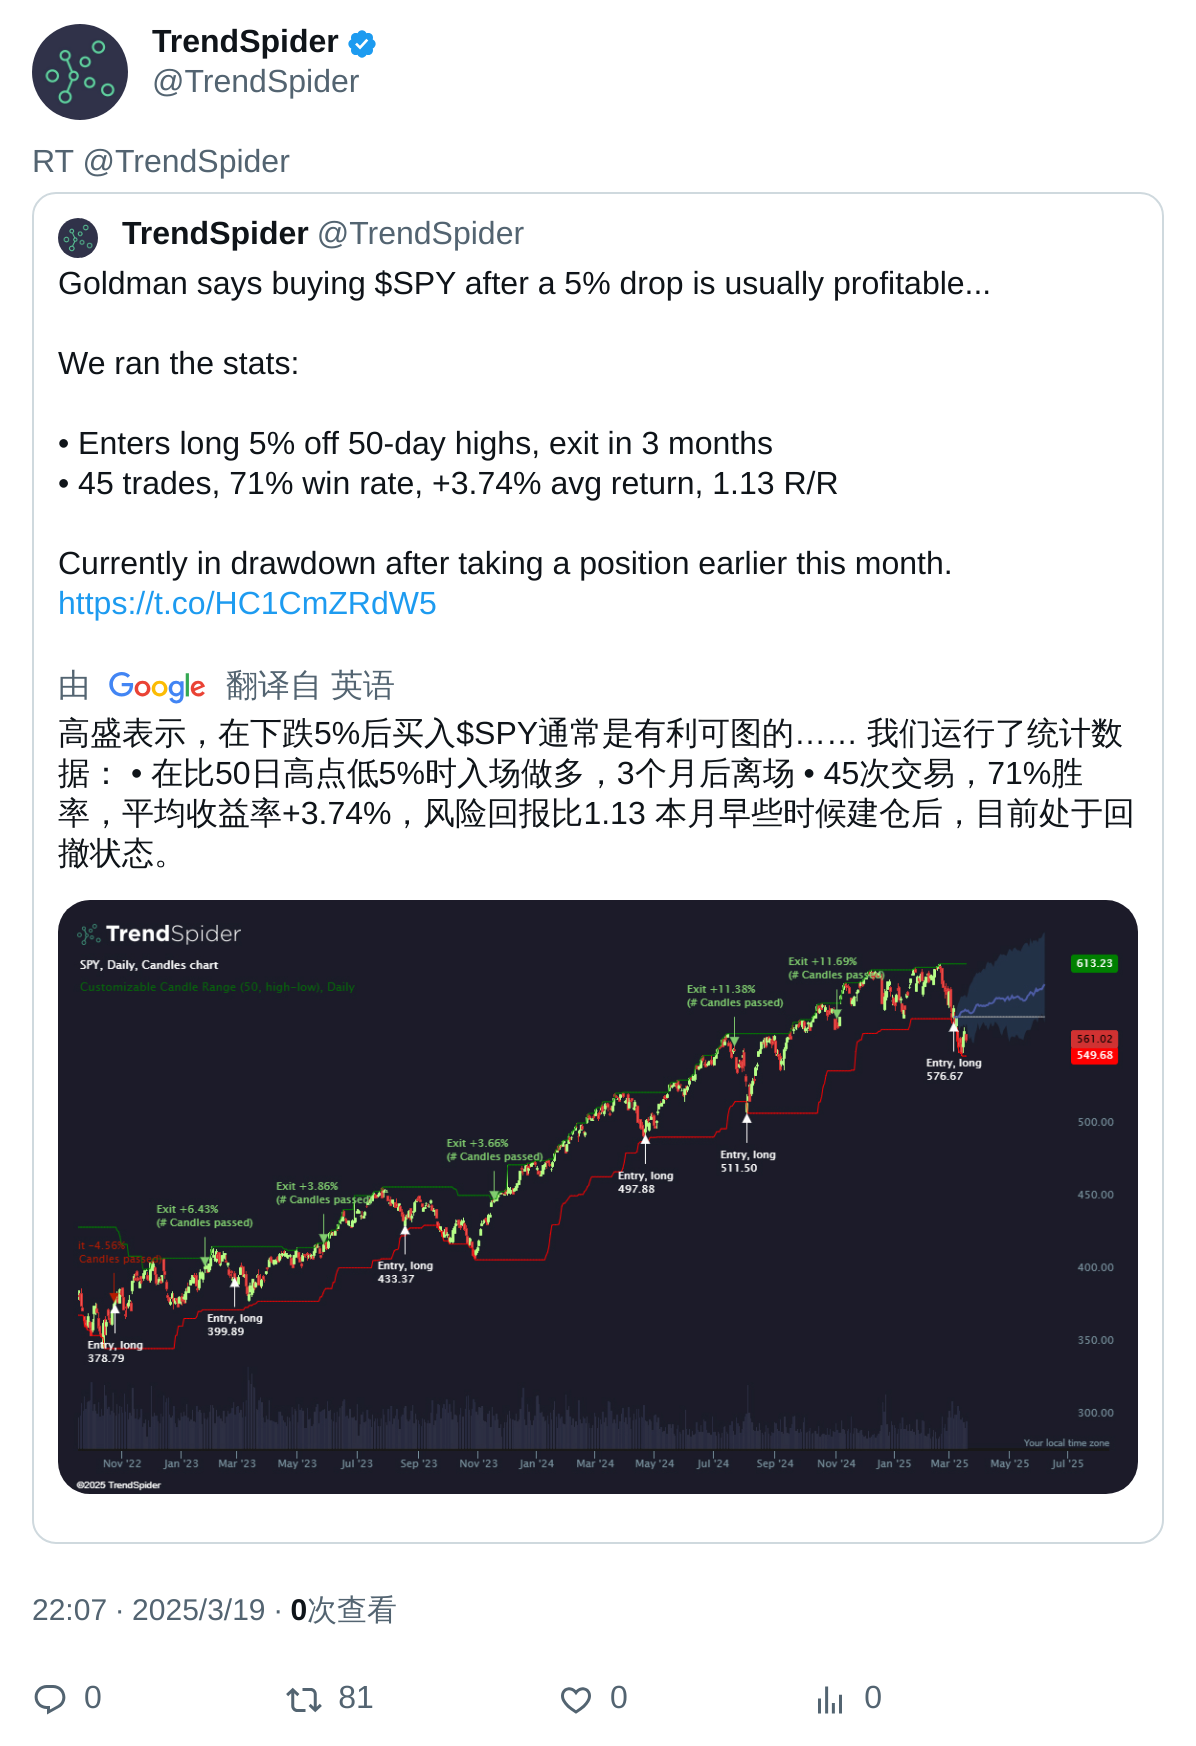 TrendSpider
@TrendSpider
RT @TrendSpider
TrendSpider @TrendSpider
Goldman says buying $SPY after a 5% drop is usually profitable...
We ran the stats:
• Enters long 5% off 50-day highs, exit in 3 months
• 45 trades, 71% win rate, +3.74% avg return, 1.13 R/R
Currently in drawdown after taking a position earlier this month.
https://t.co/HC1CmZRdW5
由 Google 翻译自 英语
高盛表示，在下跌5%后买入$SPY通常是有利可图的…… 我们运行了统计数
据： • 在比50日高点低5%时入场做多，3个月后离场 • 45次交易，71%胜
率，平均收益率+3.74%，风险回报比1.13 本月早些时候建仓后，目前处于回
撤状态。
TrendSpider
SPY, Daily, Candles chart
Customizable Candle Range (50, high-low), Daily
613.23
Exit +11.69%
(# Candles passed)
Exit +11.38%
(# Candles passed)
561.02
549.68
Entry, long
576.67
500.00
Exit +3.66%
(# Candles passed)
Entry, long
511.50
Entry, long
497.88
450.00
Exit +3.86%
(# Candles passed)
Exit +6.43%
(# Candles passed)
it -4.56%
Candles passed)
Entry, long
433.37
400.00
Entry, long
399.89
Entry, long
378.79
350.00
300.00
Your local time zone
Nov '22 Jan '23 Mar '23 May '23 Jul '23 Sep '23 Nov '23 Jan '24 Mar '24 May '24 Jul '24 Sep '24 Nov '24 Jan '25 Mar '25 May '25 Jul '25
©2025 TrendSpider
22:07 · 2025/3/19 · 0次查看
0 81 0 0